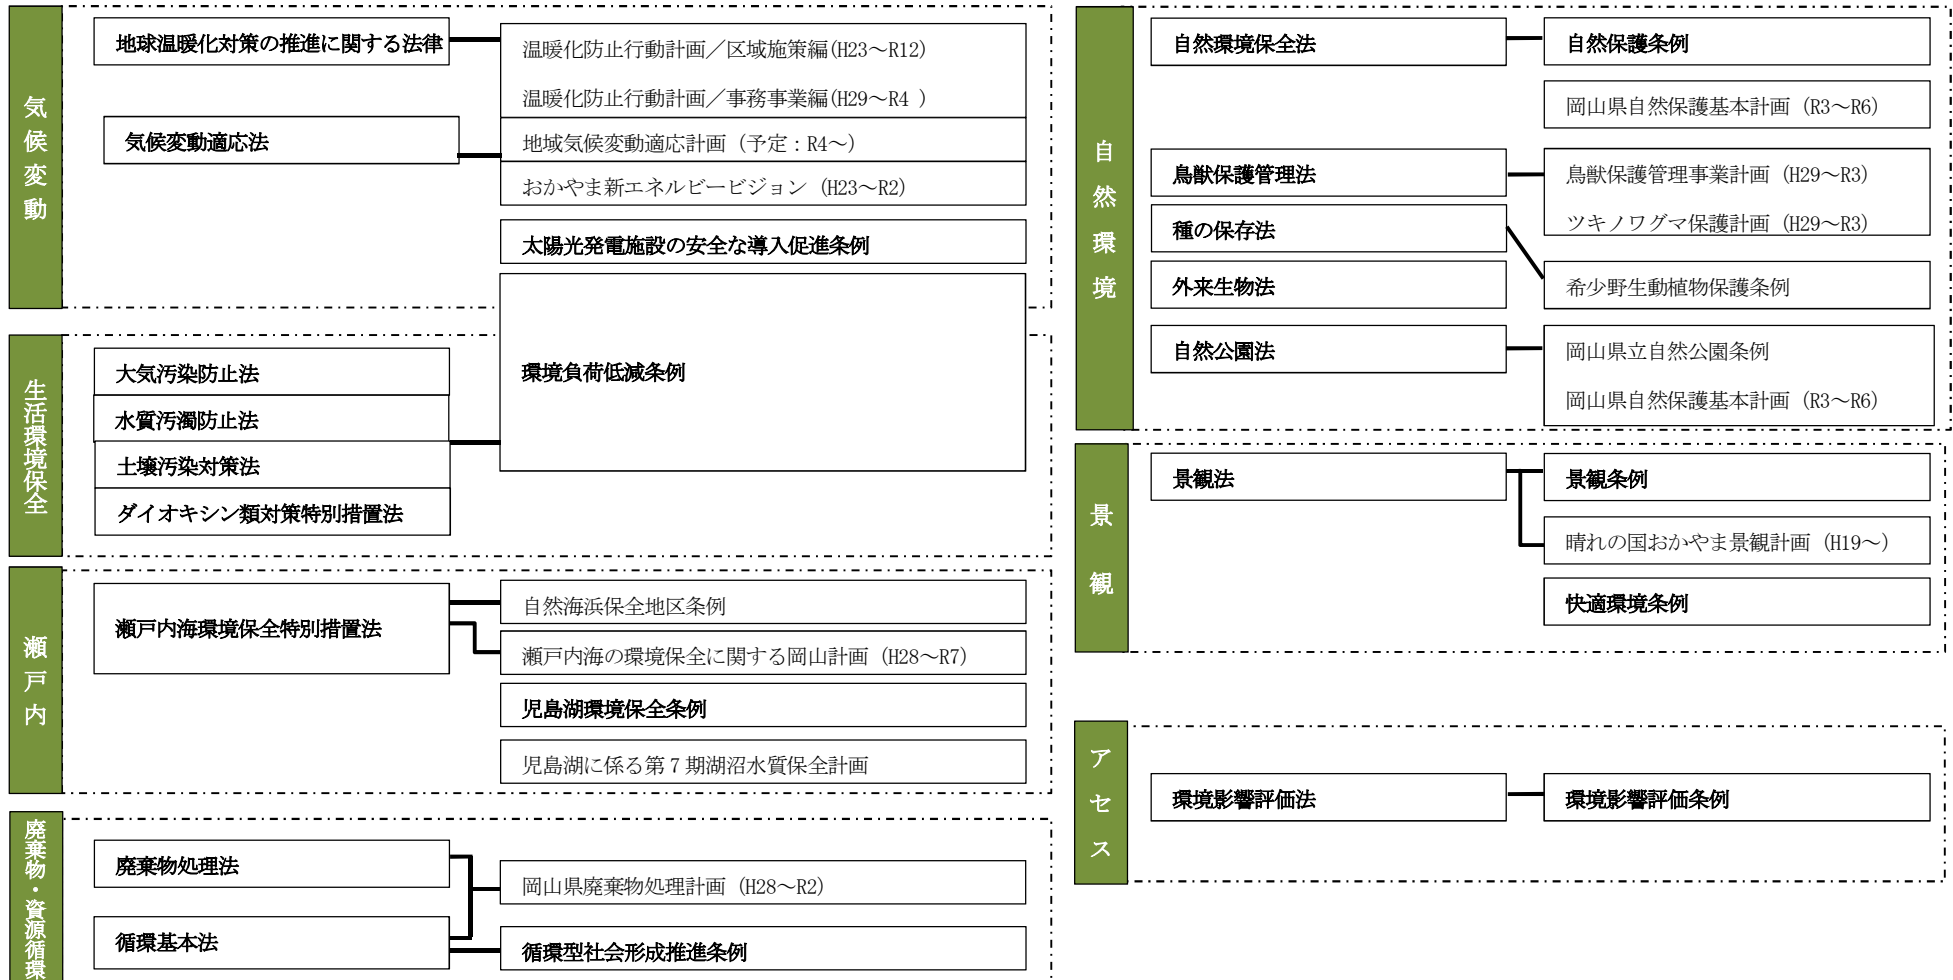 気候変動
地球温暖化対策の推進に関する法律
温暖化防止行動計画／区域施策編(H23～R12)
温暖化防止行動計画／事務事業編(H29～R4 )
気候変動適応法
地域気候変動適応計画（予定：R4～）
おかやま新エネルビービジョン（H23～R2）
太陽光発電施設の安全な導入促進条例
生活環境保全
大気汚染防止法
水質汚濁防止法
土壌汚染対策法
ダイオキシン類対策特別措置法
環境負荷低減条例
瀬戸内
瀬戸内海環境保全特別措置法
自然海浜保全地区条例
瀬戸内海の環境保全に関する岡山計画（H28～R7）
児島湖環境保全条例
児島湖に係る第７期湖沼水質保全計画
廃棄物・資源循環
廃棄物処理法
循環基本法
岡山県廃棄物処理計画（H28～R2）
循環型社会形成推進条例
自然環境
自然環境保全法
自然保護条例
岡山県自然保護基本計画（R3～R6）
鳥獣保護管理法
鳥獣保護管理事業計画（H29～R3）
ツキノワグマ保護計画（H29～R3）
種の保存法
外来生物法
希少野生動植物保護条例
自然公園法
岡山県立自然公園条例
岡山県自然保護基本計画（R3～R6）
景観
景観法
景観条例
晴れの国おかやま景観計画（H19～）
快適環境条例
アセス
環境影響評価法
環境影響評価条例